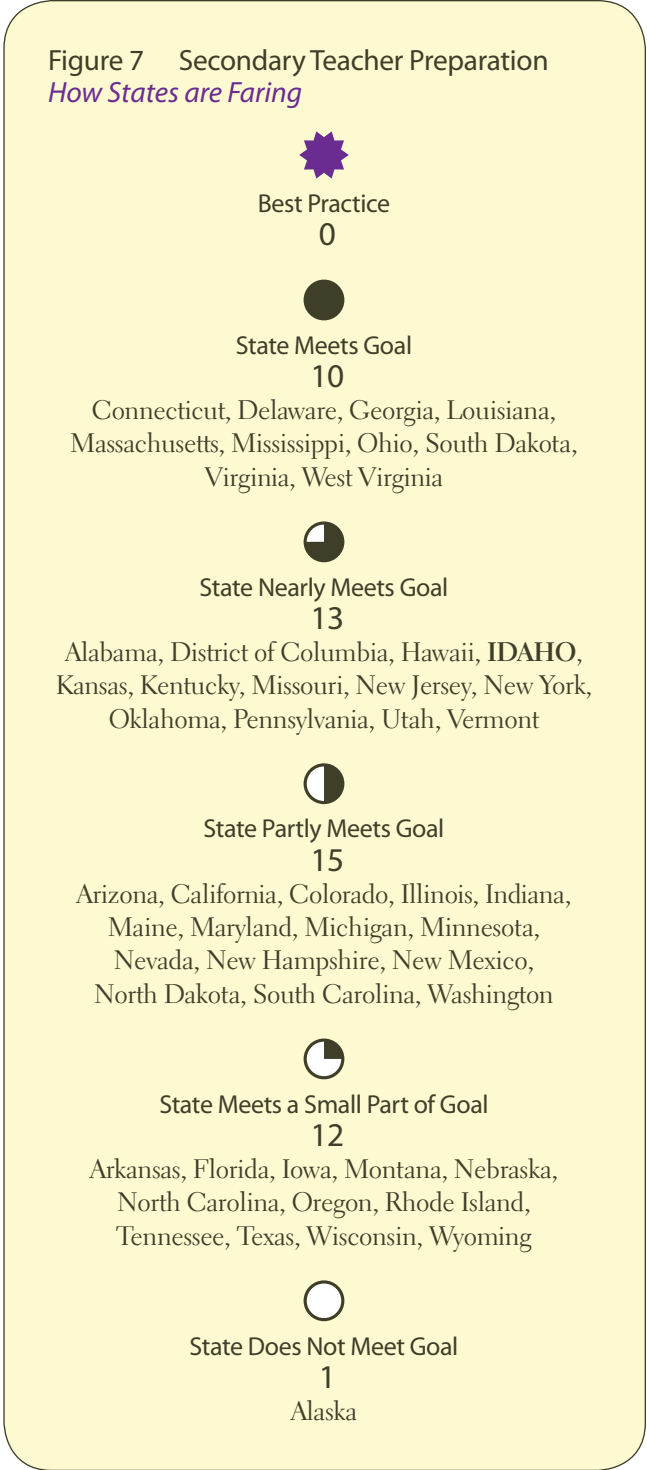 Figure 7 Secondary Teacher Preparation
How States are Faring
Best Practice
0
State Meets Goal
10
Connecticut, Delaware, Georgia, Louisiana,
Massachusetts, Mississippi, Ohio, South Dakota,
Virginia, West Virginia
State Nearly Meets Goal
13
Alabama, District of Columbia, Hawaii, IDAHO,
Kansas, Kentucky, Missouri, New Jersey, New York,
Oklahoma, Pennsylvania, Utah, Vermont
State Partly Meets Goal
15
Arizona, California, Colorado, Illinois, Indiana,
Maine, Maryland, Michigan, Minnesota,
Nevada, New Hampshire, New Mexico,
North Dakota, South Carolina, Washington
State Meets a Small Part of Goal
12
Arkansas, Florida, Iowa, Montana, Nebraska,
North Carolina, Oregon, Rhode Island,
Tennessee, Texas, Wisconsin, Wyoming
State Does Not Meet Goal
1
Alaska